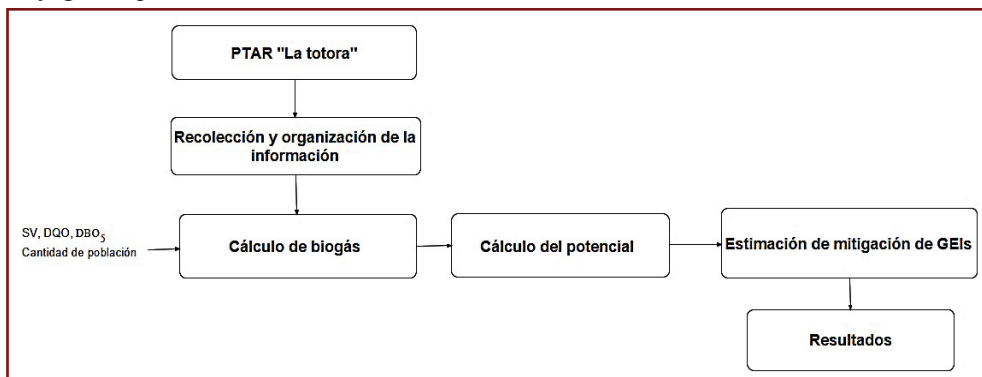 PTAR "La totora"
Recolección y organización de la
información
SV, DQO, DBO5
Cantidad de población
Cálculo de biogás
Cálculo del potencial
Estimación de mitigación de GEIs
Resultados